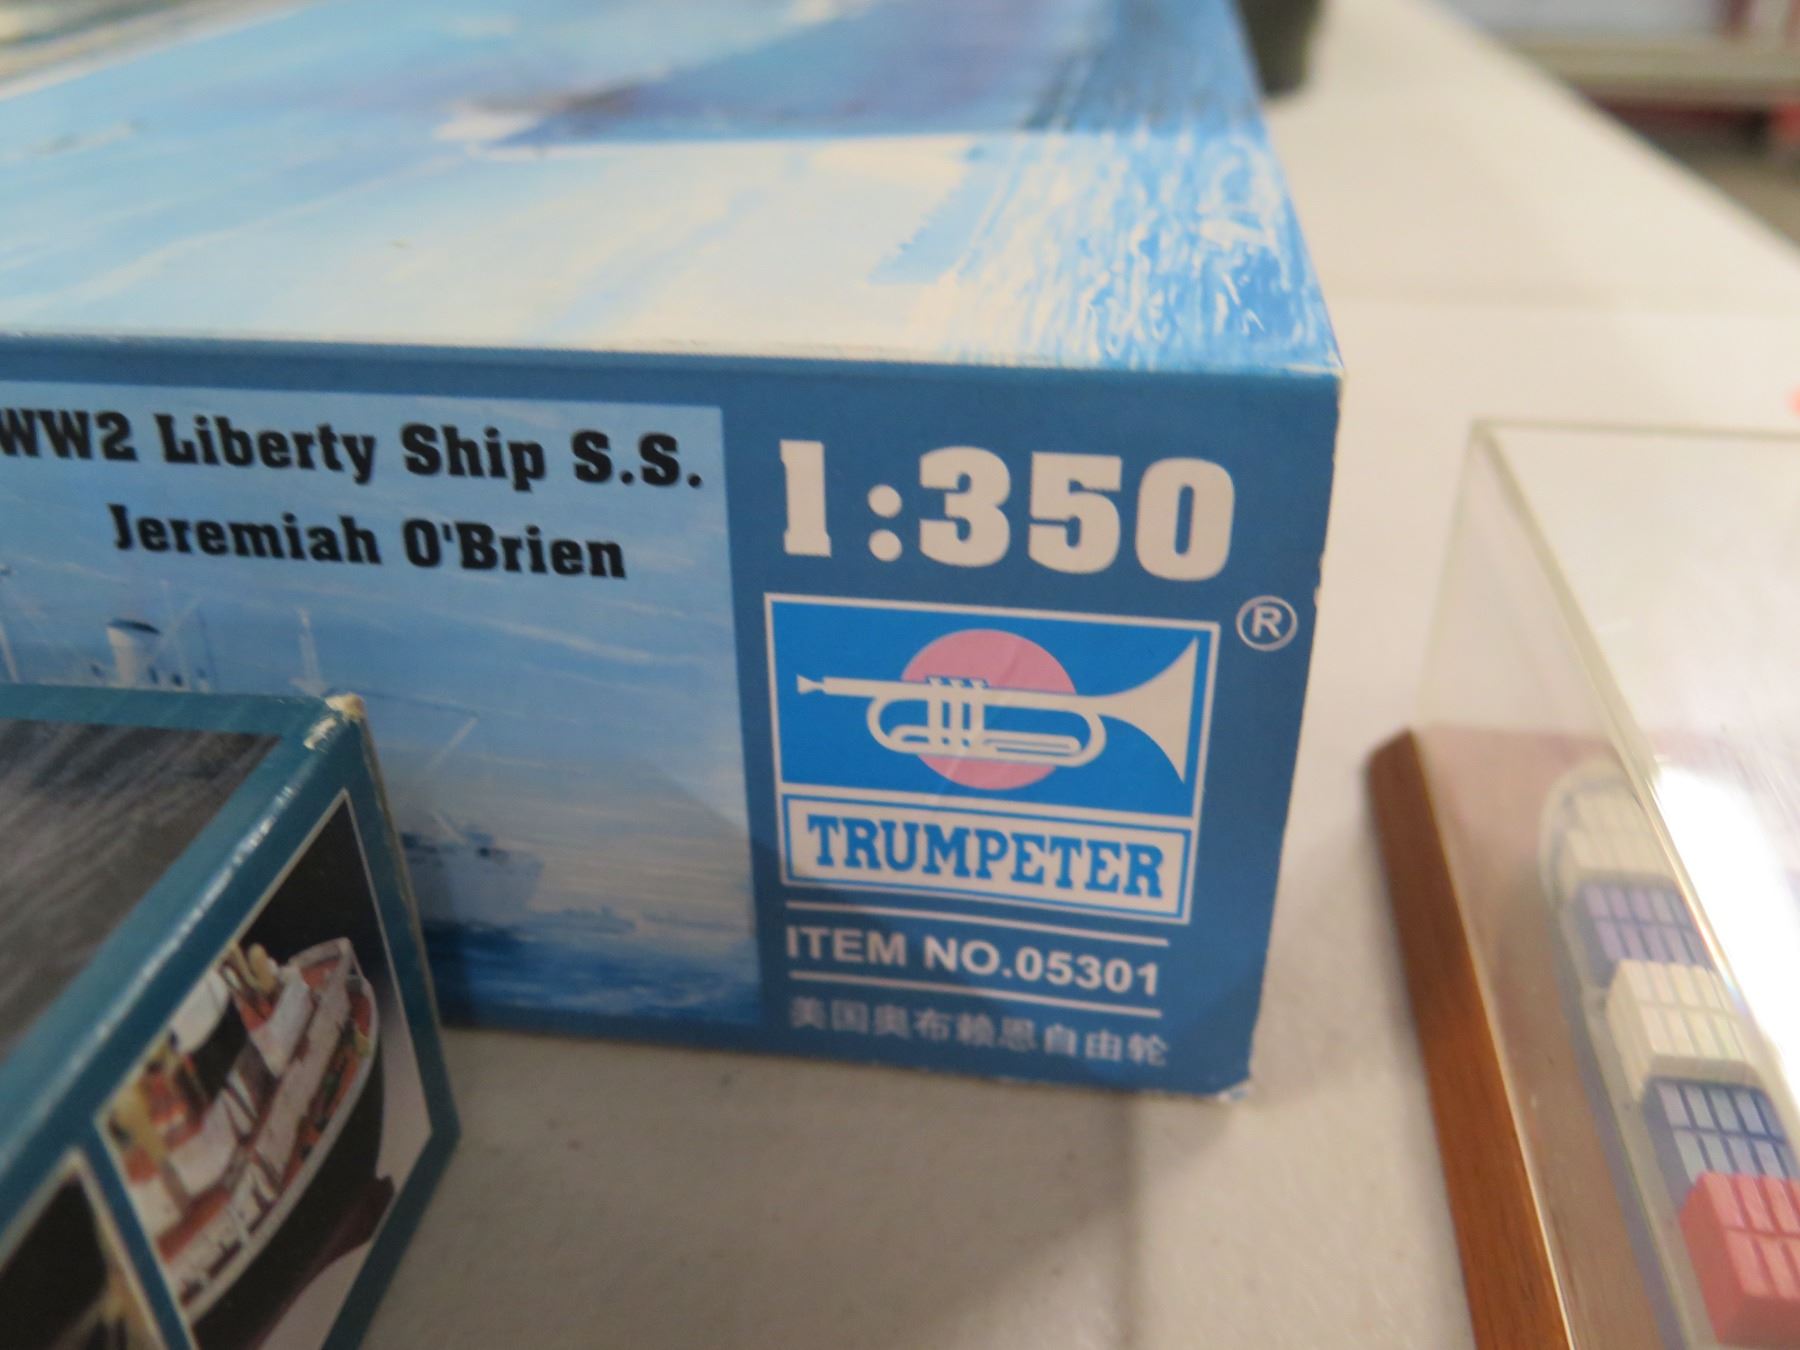 WW2 Liberty Ship S.S.
Jeremiah O'Brien
1:350
®
TRUMPETER
ITEM NO.05301
美国奥布赖恩自由轮